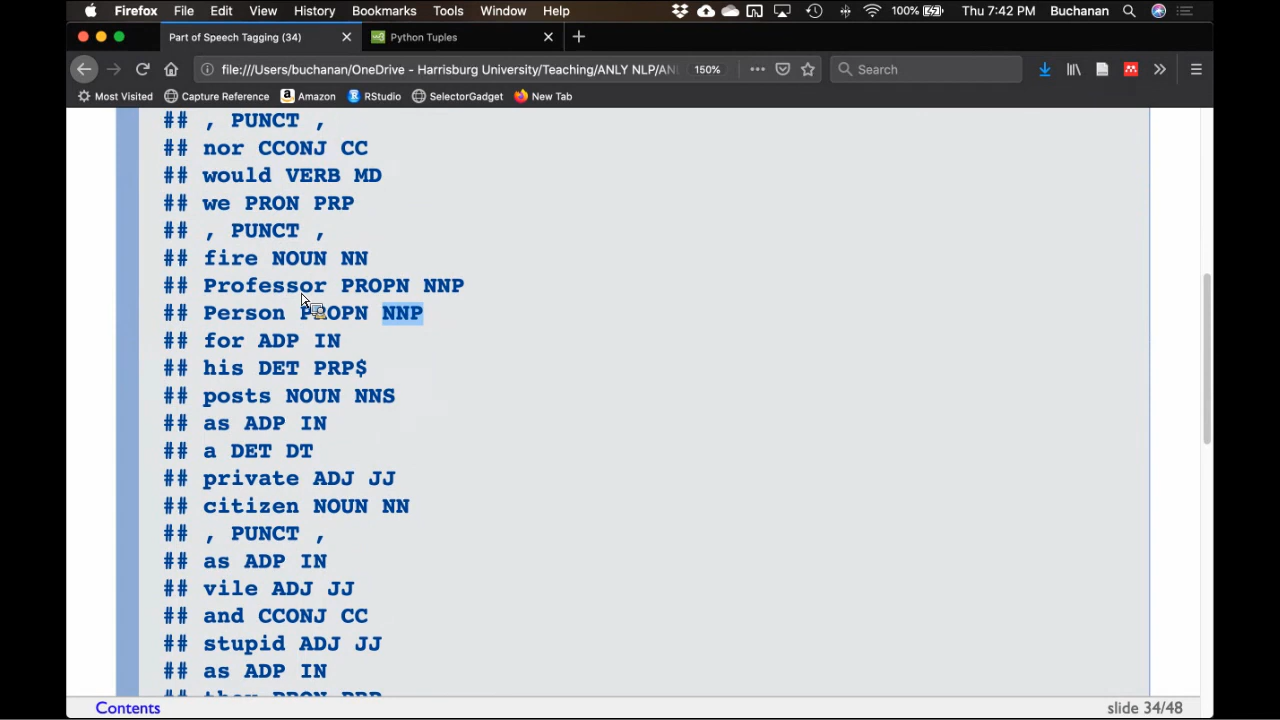 Firefox File Edit View History Bookmarks Tools Window Help 100% Thu 7:42 PM Buchanan
Part of Speech Tagging (34) Python Tuples
file:///Users/buchanan/OneDrive - Harrisburg University/Teaching/ANLY NLP/ANL 150% Search
Most Visited Capture Reference Amazon RStudio SelectorGadget New Tab
## , PUNCT ,
## nor CCONJ CC
## would VERB MD
## we PRON PRP
## , PUNCT ,
## fire NOUN NN
## Professor PROPN NNP
## Person PROPN NNP
## for ADP IN
## his DET PRP$
## posts NOUN NNS
## as ADP IN
## a DET DT
## private ADJ JJ
## citizen NOUN NN
## , PUNCT ,
## as ADP IN
## vile ADJ JJ
## and CCONJ CC
## stupid ADJ JJ
## as ADP IN
## they PRON PRP
Contents slide 34/48